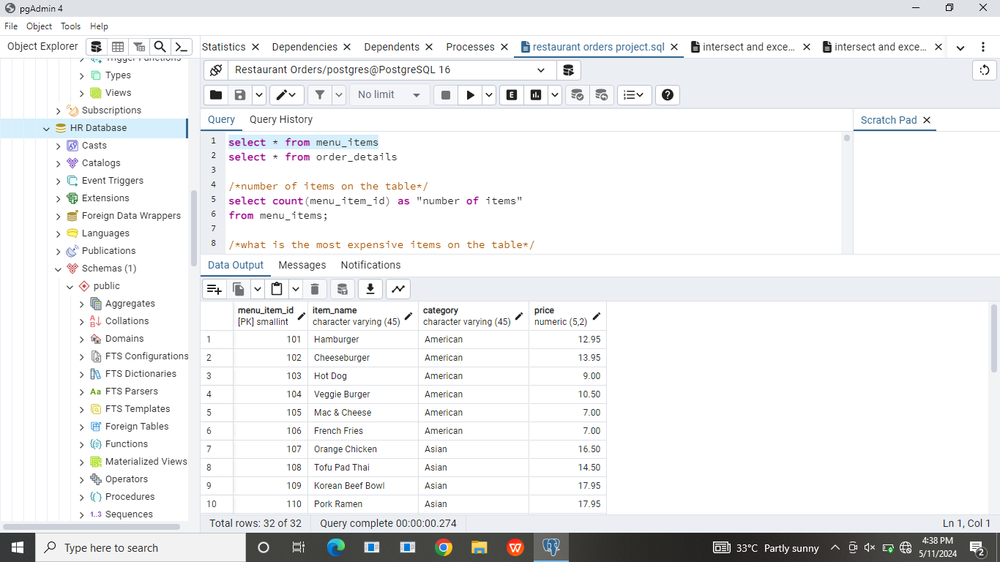 pgAdmin 4
File Object Tools Help
Object Explorer
Statistics Dependencies Dependents Processes restaurant orders project.sql intersect and exce... intersect and exce...
Trigger Functions
Types
Views
Subscriptions
HR Database
Casts
Catalogs
Event Triggers
Extensions
Foreign Data Wrappers
Languages
Publications
Schemas (1)
public
Aggregates
Collations
Domains
FTS Configurations
FTS Dictionaries
Aa FTS Parsers
FTS Templates
Foreign Tables
Functions
Materialized Views
Operators
Procedures
1..3 Sequences
Restaurant Orders/postgres@PostgreSQL 16
No limit
E
Query Query History
Scratch Pad
1 select * from menu_items
2 select * from order_details
3
4 /*number of items on the table*/
5 select count(menu_item_id) as "number of items"
6 from menu_items;
7
8 /*what is the most expensive items on the table*/
Data Output Messages Notifications
menu_item_id item_name category price
[PK] smallint character varying (45) character varying (45) numeric (5,2)
1 101 Hamburger American 12.95
2 102 Cheeseburger American 13.95
3 103 Hot Dog American 9.00
4 104 Veggie Burger American 10.50
5 105 Mac & Cheese American 7.00
6 106 French Fries American 7.00
7 107 Orange Chicken Asian 16.50
8 108 Tofu Pad Thai Asian 14.50
9 109 Korean Beef Bowl Asian 17.95
10 110 Pork Ramen Asian 17.95
Total rows: 32 of 32 Query complete 00:00:00.274 Ln 1, Col 1
Type here to search
33°C Partly sunny
4:38 PM
5/11/2024
2